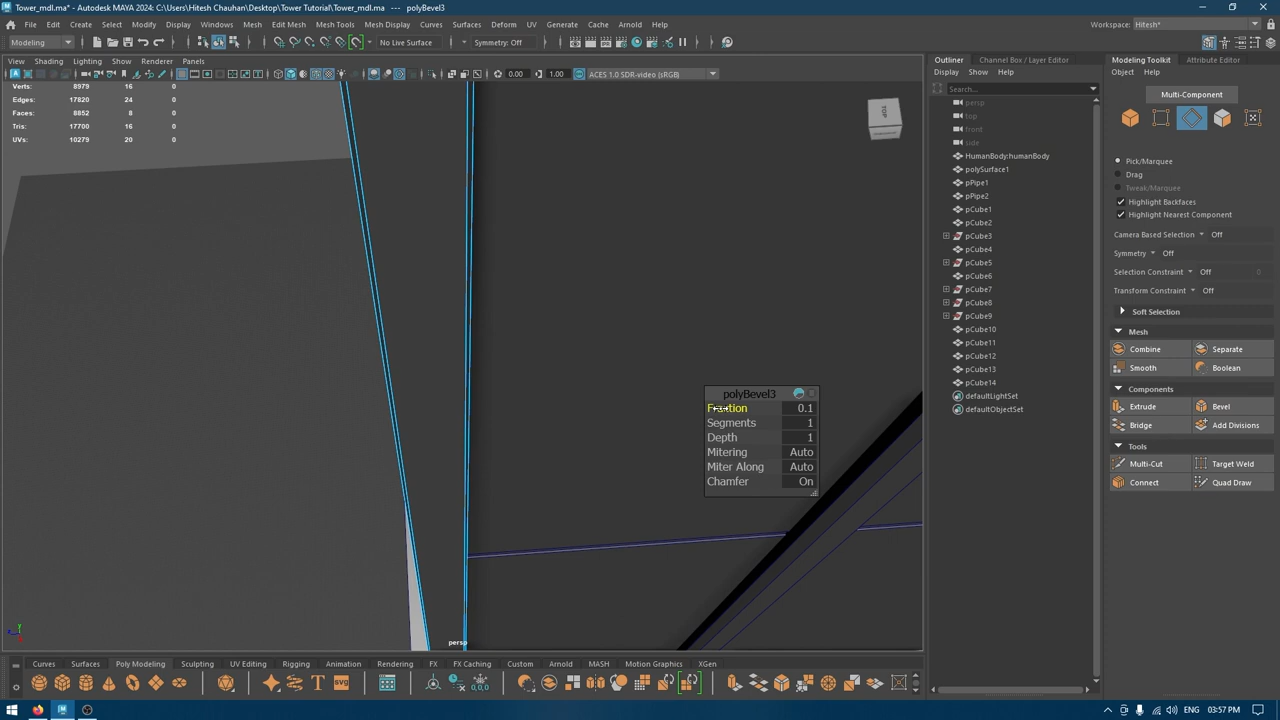 Tower_mdl.ma* - Autodesk MAYA 2024: C:\Users\Hitesh Chauhan\Desktop\Tower Tutorial\Tower_mdl.ma* --- polyBevel3
File Edit Create Select Modify Display Windows Mesh Edit Mesh Mesh Tools Mesh Display Curves Surfaces Deform UV Generate Cache Arnold Help
Workspace: Hitesh*
Modeling No Live Surface Symmetry: Off
View Shading Lighting Show Renderer Panels
Outliner Channel Box / Layer Editor
Modeling Toolkit Attribute Editor
Display Show Help
Object Help
0.00 1.00 ACES 1.0 SDR-video (sRGB)
Search...
Verts: 8979 16 0
Edges: 17820 24 0
Faces: 8852 8 0
Tris: 17700 16 0
UVs: 10279 20 0
TOP
persp
top
front
side
HumanBody:humanBody
polySurface1
pPipe1
pPipe2
pCube1
pCube2
pCube3
pCube4
pCube5
pCube6
pCube7
pCube8
pCube9
pCube10
pCube11
pCube12
pCube13
pCube14
defaultLightSet
defaultObjectSet
Multi-Component
Pick/Marquee
Drag
Tweak/Marquee
Highlight Backfaces
Highlight Nearest Component
Camera Based Selection Off
Symmetry Off
Selection Constraint Off 0
Transform Constraint Off
Soft Selection
Mesh
Combine Separate
Smooth Boolean
Components
Extrude Bevel
Bridge Add Divisions
Tools
Multi-Cut Target Weld
Connect Quad Draw
polyBevel3
Fraction 0.1
Segments 1
Depth 1
Mitering Auto
Miter Along Auto
Chamfer On
persp
Curves Surfaces Poly Modeling Sculpting UV Editing Rigging Animation Rendering FX FX Caching Custom Arnold MASH Motion Graphics XGen
SVG
ENG 03:57 PM